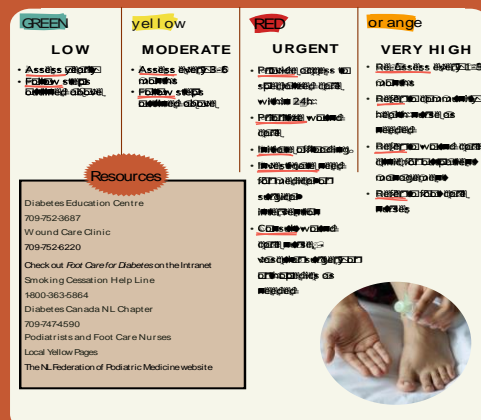 GREEN
LOW
• Assess yearly
• Follow steps
outlined above.
yellow
MODERATE
• Assess every 3-6
months
• Follow steps
outlined above.
RED
URGENT
• Provide access to
specialized care
within 24h:
• Prioritize wound
care.
• Initiate offloading.
• Investigate need
for medical or
surgical
intervention
• Consult wound
care nurse,
vascular surgery or
orthopedics as
needed
orange
VERY HIGH
• Re-Assess every 1-3
months
• Refer to community
health nurse as
needed
• Refer to wound care
clinic for
management
• Refer to foot care
nurses
Resources
Diabetes Education Centre
709-752-3687
Wound Care Clinic
709-752-6220
Check out Foot Care for Diabetes on the Intranet
Smoking Cessation Help Line
1-800-363-5864
Diabetes Canada NL Chapter
709-747-4590
Podiatrists and Foot Care Nurses
Local Yellow Pages
The NL Federation of Podiatric Medicine website